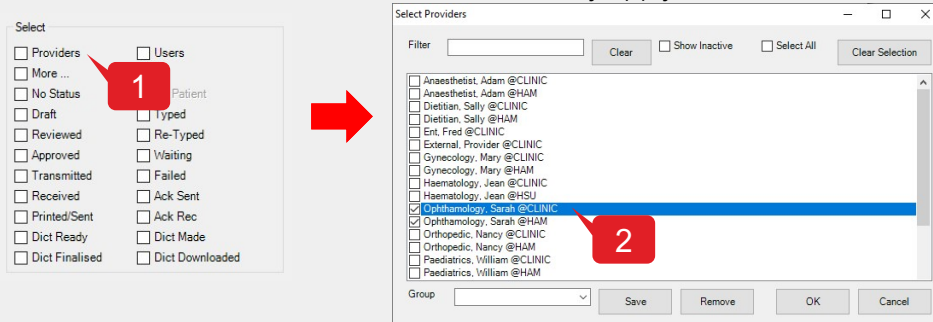 Select
Providers
Users
More ...
1
No Status
Patient
Draft
Typed
Reviewed
Re-Typed
Approved
Waiting
Transmitted
Failed
Received
Ack Sent
Printed/Sent
Ack Rec
Dict Ready
Dict Made
Dict Finalised
Dict Downloaded
Select Providers
Filter
Clear
Show Inactive
Select All
Clear Selection
Anaesthetist, Adam @CLINIC
Anaesthetist, Adam @HAM
Dietitian, Sally @CLINIC
Dietitian, Sally @HAM
Ent, Fred @CLINIC
External, Provider @CLINIC
Gynecology, Mary @CLINIC
Gynecology, Mary @HAM
Haematology, Jean @CLINIC
Haematology, Jean @HSU
Ophthamology, Sarah @CLINIC
Ophthamology, Sarah @HAM
Orthopedic, Nancy @CLINIC
Orthopedic, Nancy @HAM
Paediatrics, William @CLINIC
Paediatrics, William @HAM
2
Group
Save
Remove
OK
Cancel